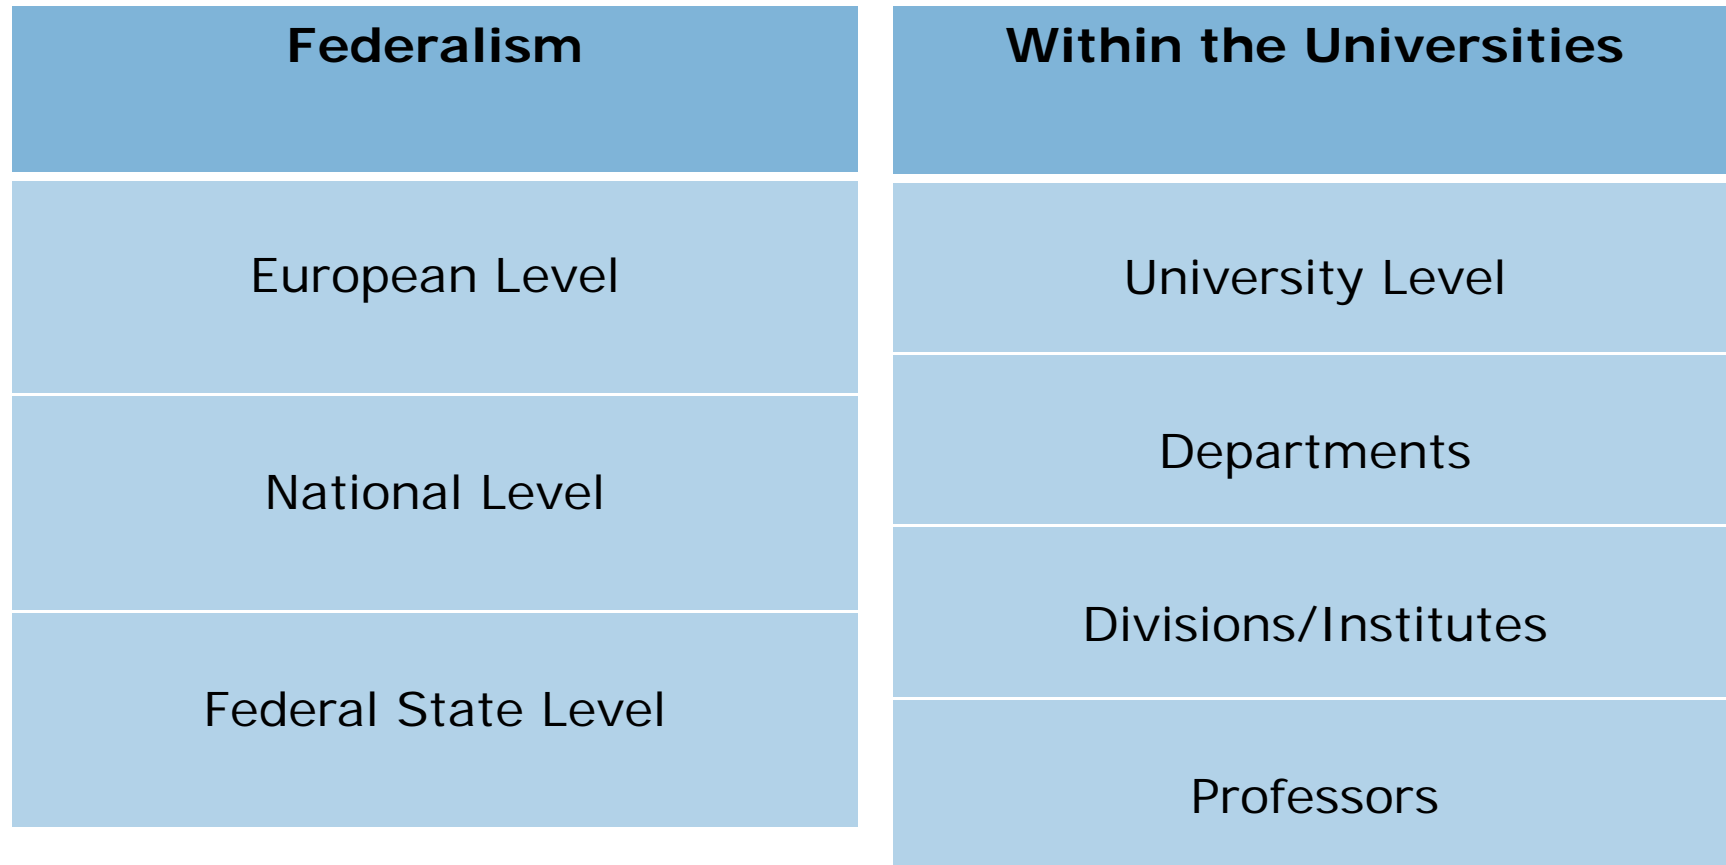 Federalism
European Level
National Level
Federal State Level
Within the Universities
University Level
Departments
Divisions/Institutes
Professors